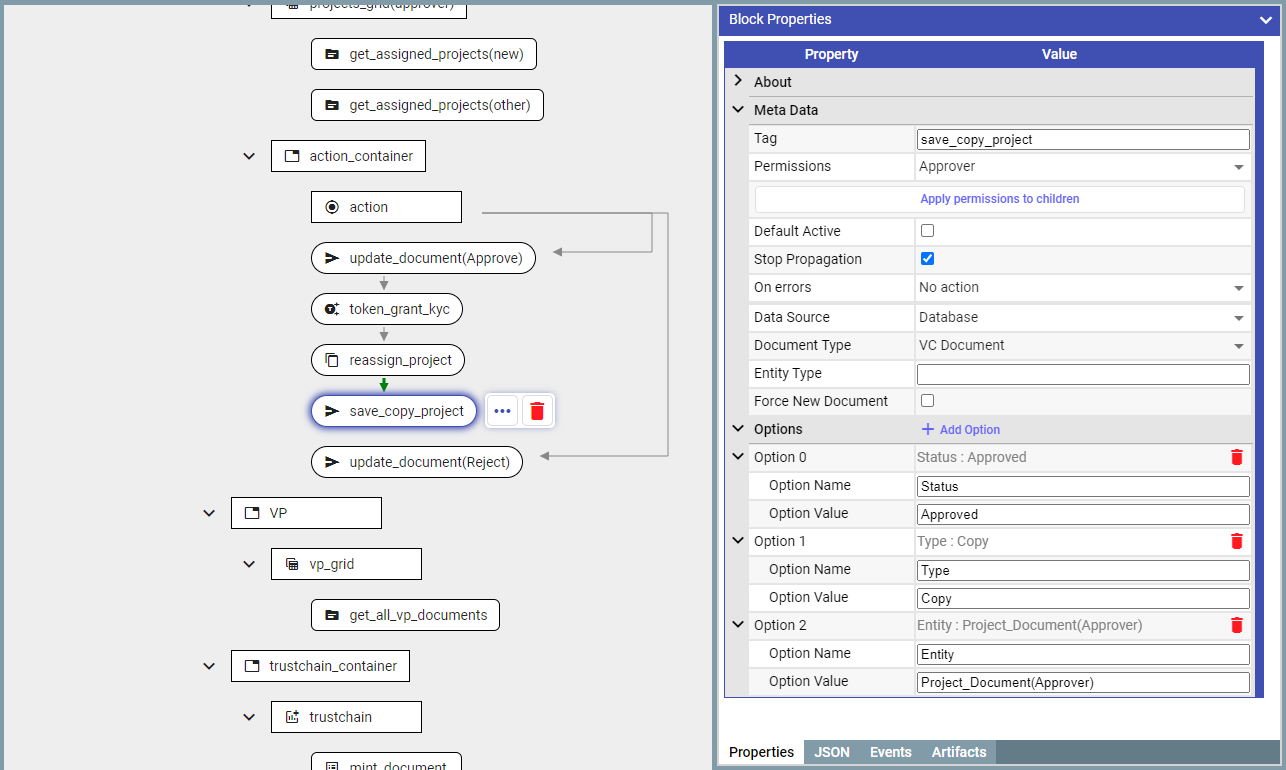 projects_grid(approver)
get_assigned_projects(new)
get_assigned_projects(other)
action_container
action
update_document(Approve)
token_grant_kyc
reassign_project
save_copy_project
update_document(Reject)
VP
vp_grid
get_all_vp_documents
trustchain_container
trustchain
mint_document
Block Properties
Property Value
About
Meta Data
Tag save_copy_project
Permissions Approver
Apply permissions to children
Default Active
Stop Propagation
On errors No action
Data Source Database
Document Type VC Document
Entity Type
Force New Document
Options Add Option
Option 0 Status : Approved
Option Name Status
Option Value Approved
Option 1 Type : Copy
Option Name Type
Option Value Copy
Option 2 Entity : Project_Document(Approver)
Option Name Entity
Option Value Project_Document(Approver)
Properties JSON Events Artifacts